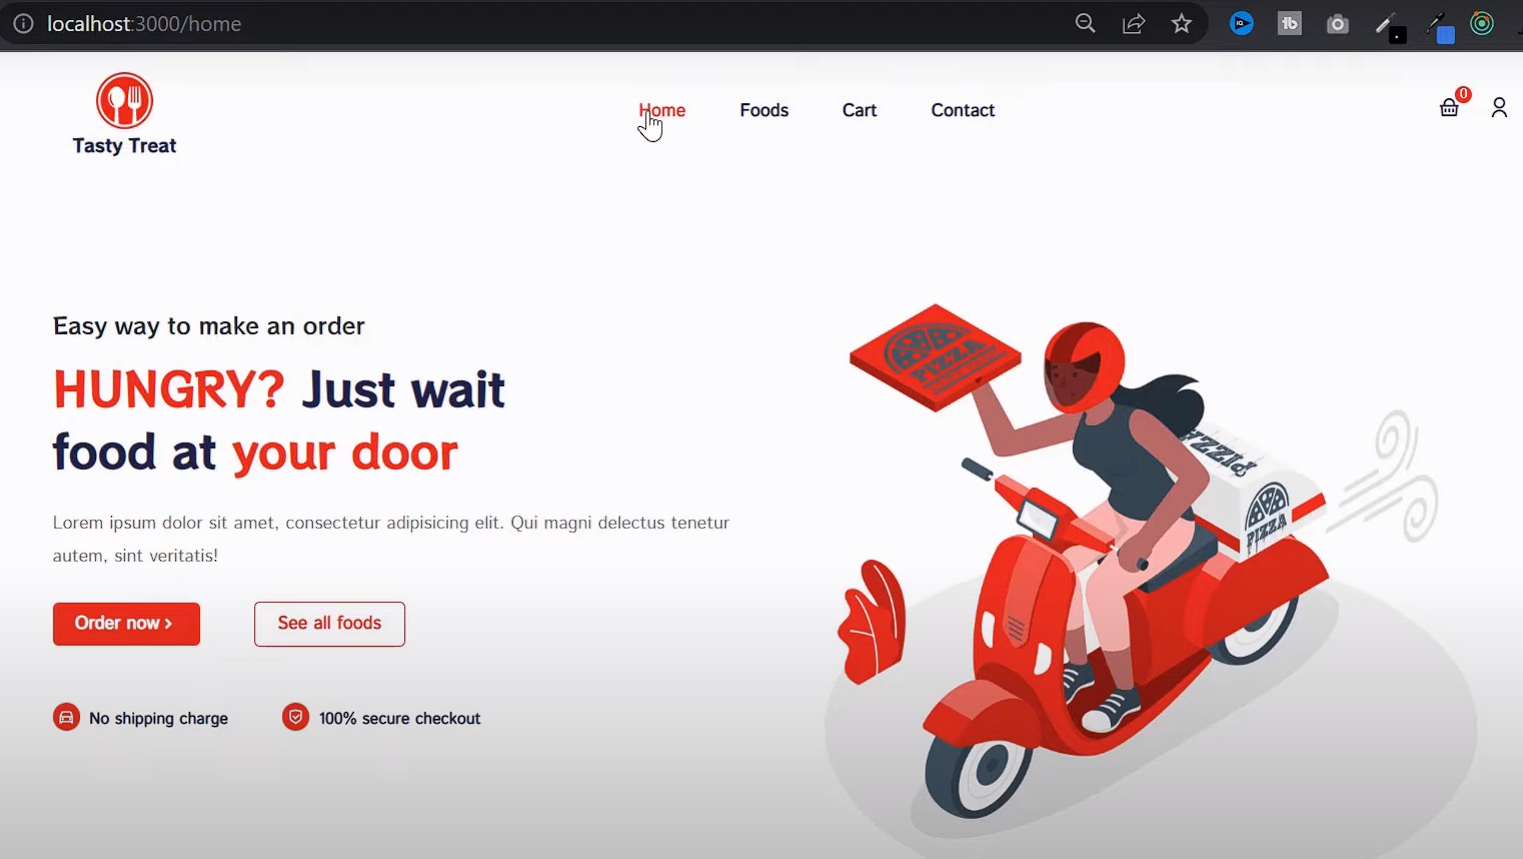 localhost:3000/home
Tasty Treat
Home
Foods
Cart
Contact
0
Easy way to make an order
HUNGRY? Just wait
food at your door
Lorem ipsum dolor sit amet, consectetur adipisicing elit. Qui magni delectus tenetur
autem, sint veritatis!
Order now >
See all foods
No shipping charge
100% secure checkout
PIZZA
PIZZA